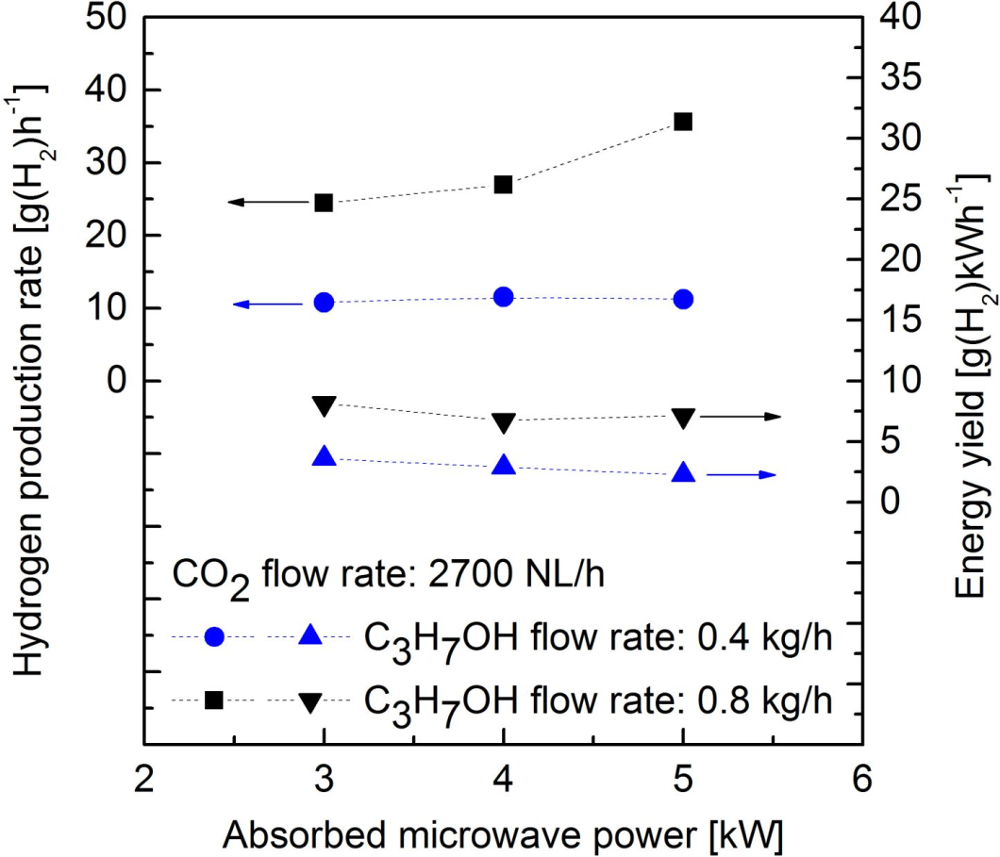 Hydrogen production rate [g(H₂)h⁻¹]
50
40
30
20
10
0
40
35
30
25
20
15
10
5
0
Energy yield [g(H₂)kWh⁻¹]
CO₂ flow rate: 2700 NL/h
C₃H₇OH flow rate: 0.4 kg/h
C₃H₇OH flow rate: 0.8 kg/h
2 3 4 5 6
Absorbed microwave power [kW]